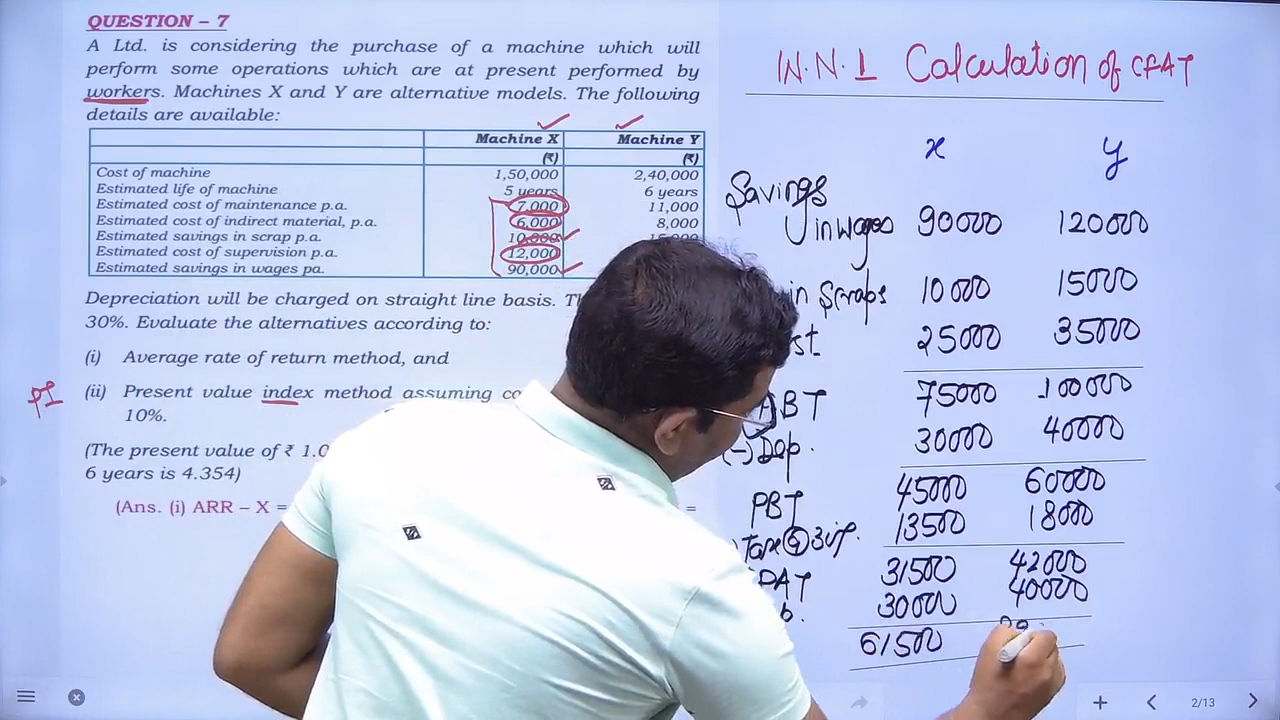 QUESTION – 7
A Ltd. is considering the purchase of a machine which will
perform some operations which are at present performed by
workers. Machines X and Y are alternative models. The following
details are available:
Machine X Machine Y
(₹) (₹)
Cost of machine 1,50,000 2,40,000
Estimated life of machine 5 years 6 years
Estimated cost of maintenance p.a. 7,000 11,000
Estimated cost of indirect material, p.a. 6,000 8,000
Estimated savings in scrap p.a. 10,000 15,000
Estimated cost of supervision p.a. 12,000
Estimated savings in wages pa. 90,000
Depreciation will be charged on straight line basis.
30%. Evaluate the alternatives according to:
(i) Average rate of return method, and
PI
(ii) Present value index method assuming
10%.
(The present value of ₹ 1.0
6 years is 4.354)
(Ans. (i) ARR – X = =
W.N.1 Calculation of CFAT
x y
Savings
in wages 90000 120000
in Scraps 10000 15000
25000 35000
BT 75000 100000
(-) Dep. 30000 40000
PBT 45000 60000
13500 18000
Tax @ 30%.
PAT 31500 42000
30000 40000
61500
2/13